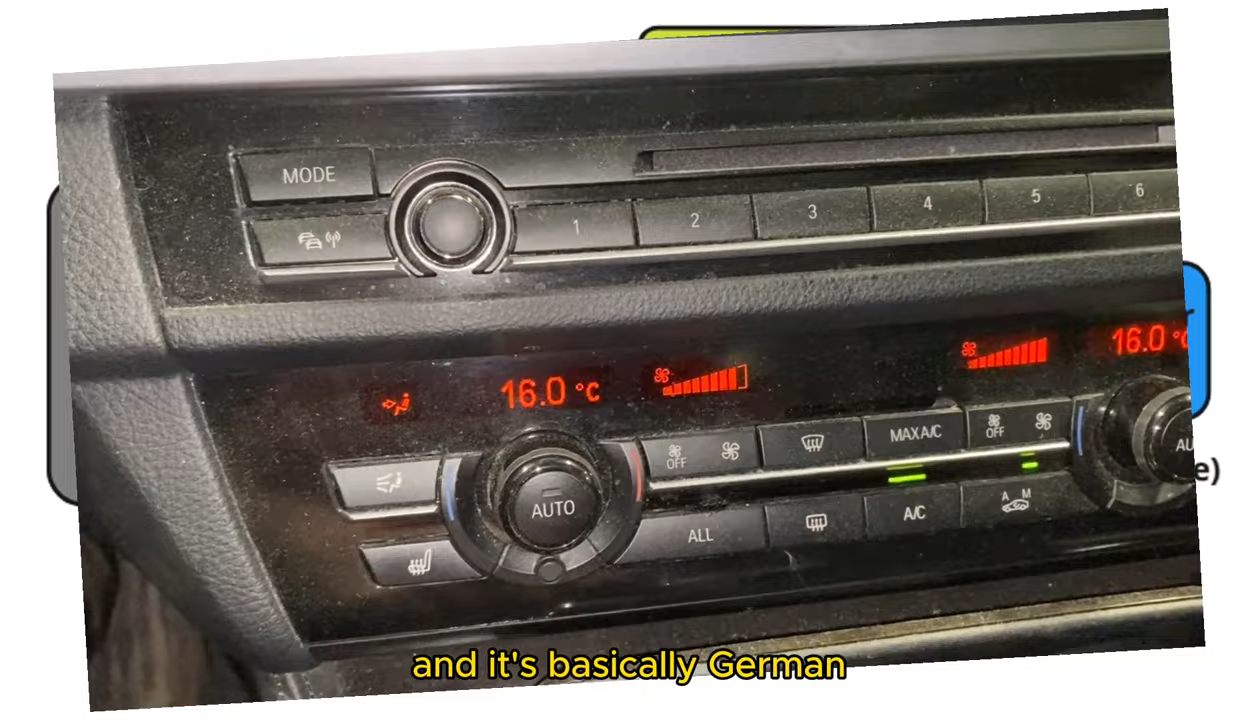 MODE
1 2 3 4 5 6
16.0 °C
16.0 °C
OFF
MAX A/C
OFF
AUTO
ALL
A/C
A M
e)
and it's basically German